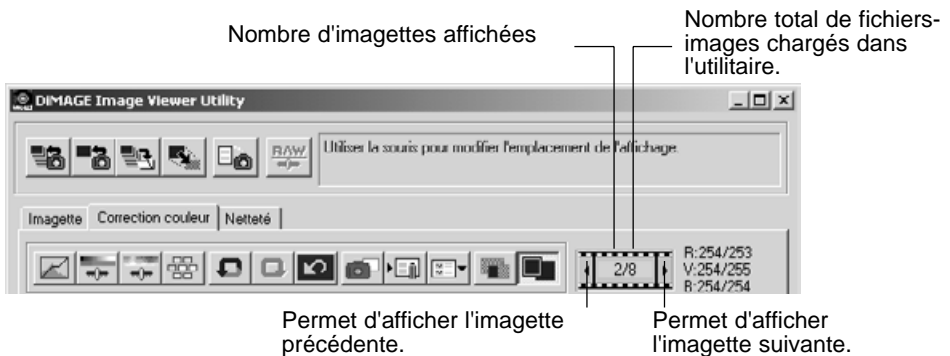 Nombre d'imagettes affichées
Nombre total de fichiers-
images chargés dans
l'utilitaire.
DiMAGE Image Viewer Utility
RAW
Utiliser la souris pour modifier l'emplacement de l'affichage.
Imagette Correction couleur Netteté
2/8
R:254/253
V:254/255
B:254/254
Permet d'afficher l'imagette
précédente.
Permet d'afficher
l'imagette suivante.